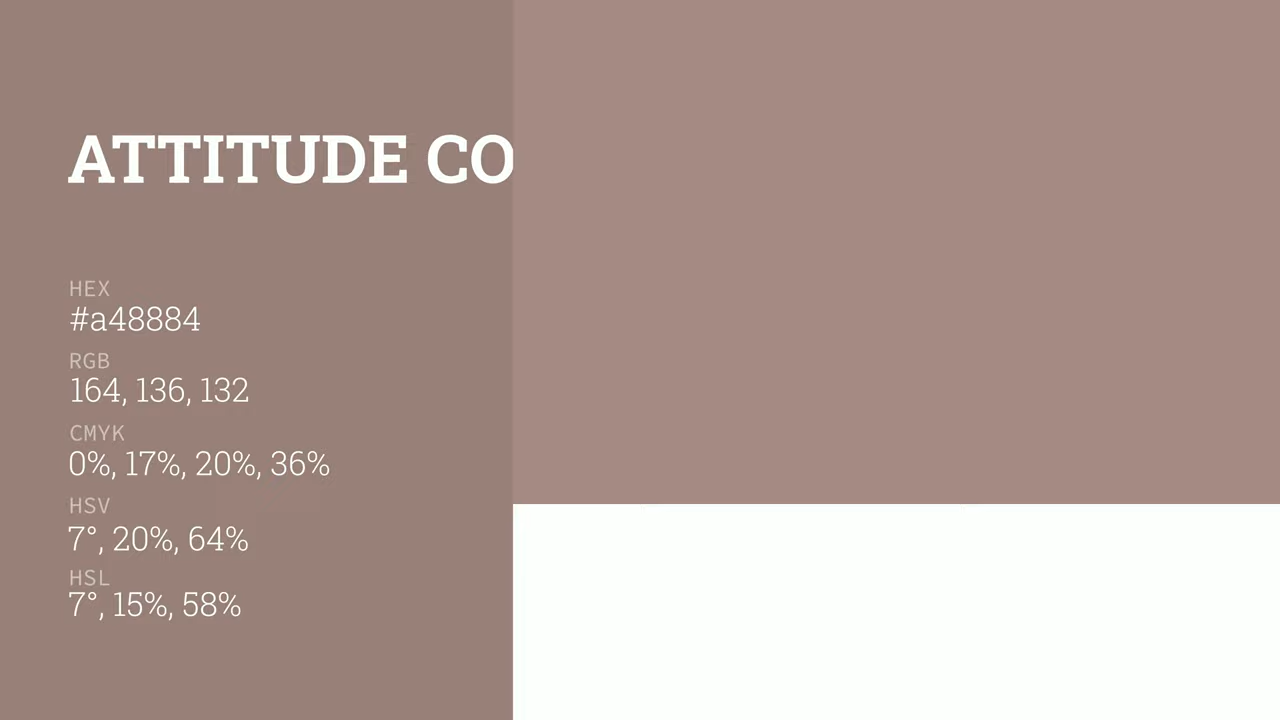 ATTITUDE CO
HEX
#a48884
RGB
164, 136, 132
CMYK
0%, 17%, 20%, 36%
HSV
7°, 20%, 64%
HSL
7°, 15%, 58%